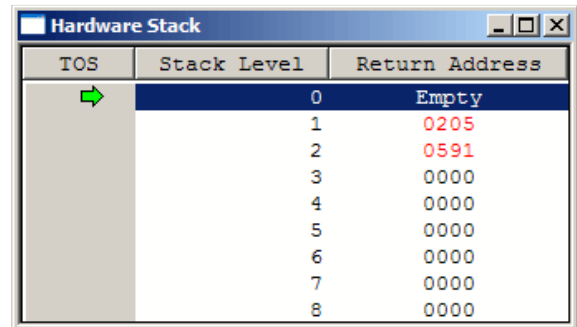 Hardware Stack
TOS Stack Level Return Address
0 Empty
1 0205
2 0591
3 0000
4 0000
5 0000
6 0000
7 0000
8 0000